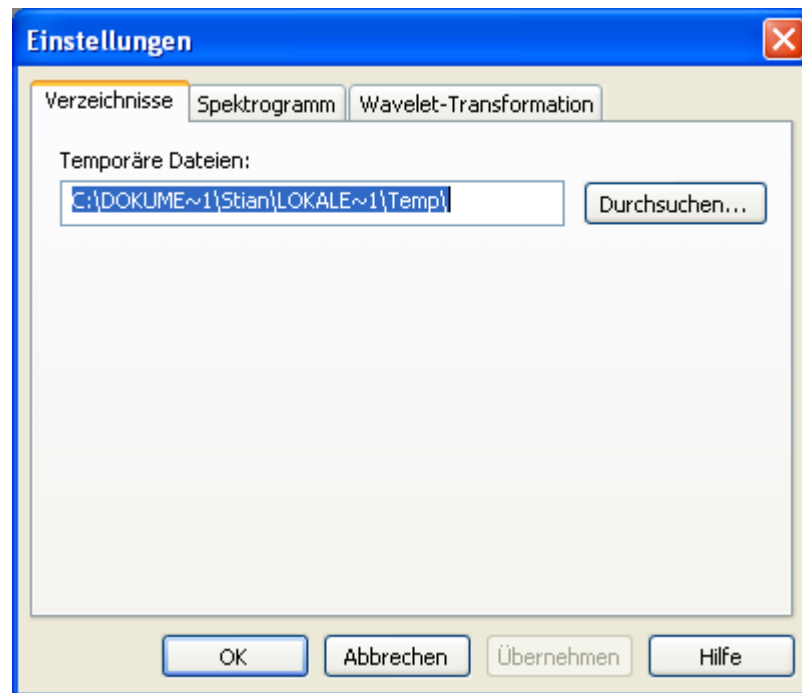 Einstellungen
Verzeichnisse Spektrogramm Wavelet-Transformation
Temporäre Dateien:
C:\DOKUME~1\Stian\LOKALE~1\Temp\ Durchsuchen...
OK Abbrechen Übernehmen Hilfe